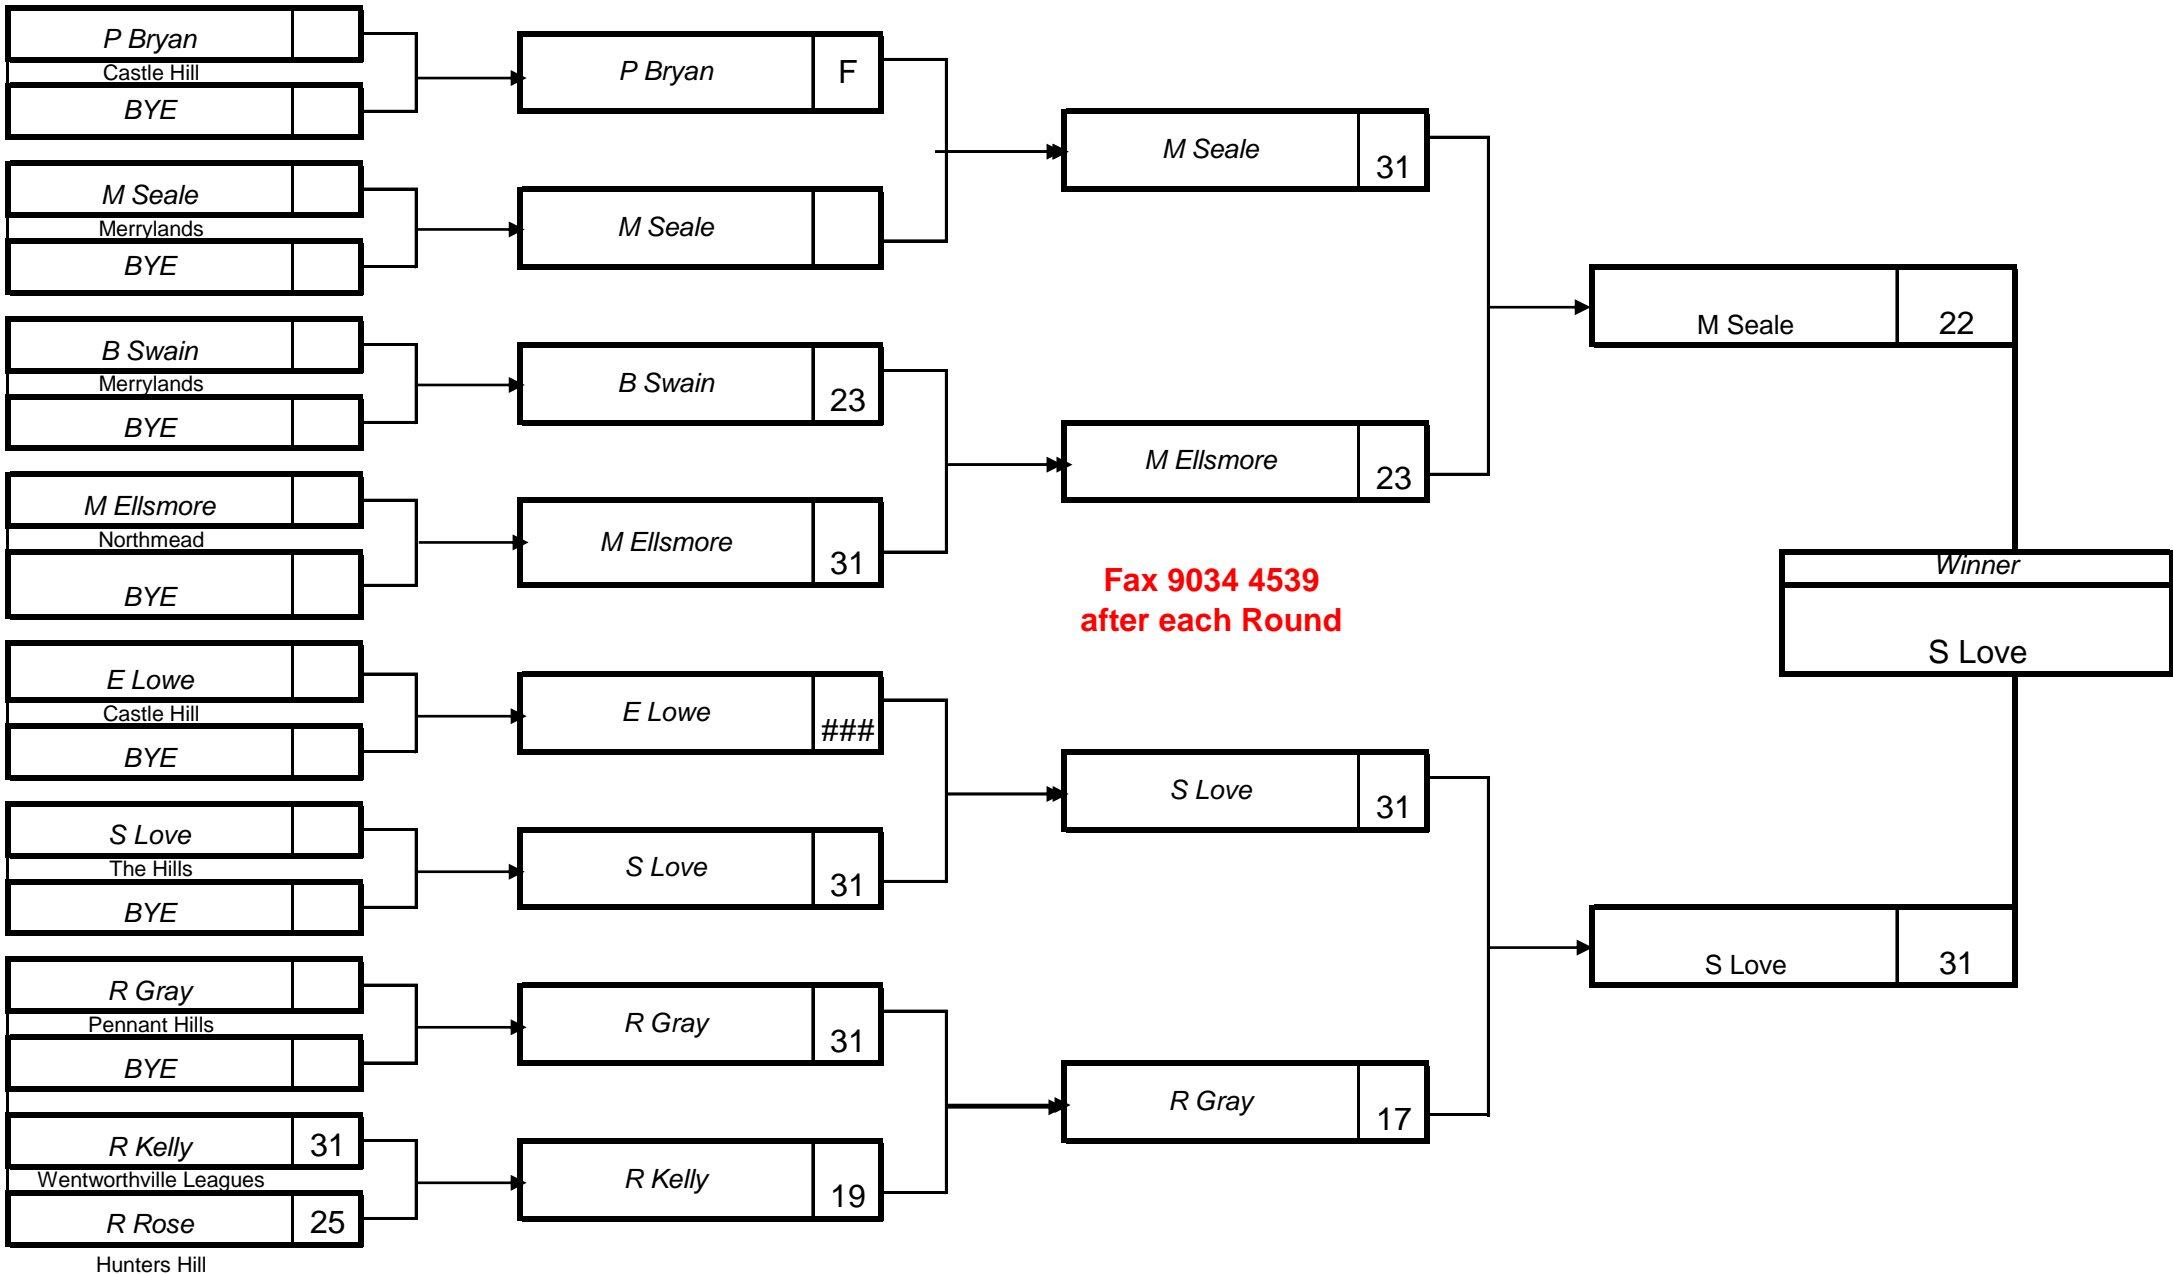 P Bryan
Castle Hill
BYE
M Seale
Merrylands
BYE
B Swain
Merrylands
BYE
M Ellsmore
Northmead
BYE
E Lowe
Castle Hill
BYE
S Love
The Hills
BYE
R Gray
Pennant Hills
BYE
R Kelly 31
Wentworthville Leagues
R Rose 25
Hunters Hill
P Bryan F
M Seale
B Swain 23
M Ellsmore 31
E Lowe ###
S Love 31
R Gray 31
R Kelly 19
M Seale 31
M Ellsmore 23
Fax 9034 4539
after each Round
S Love 31
R Gray 17
M Seale 22
S Love 31
Winner
S Love